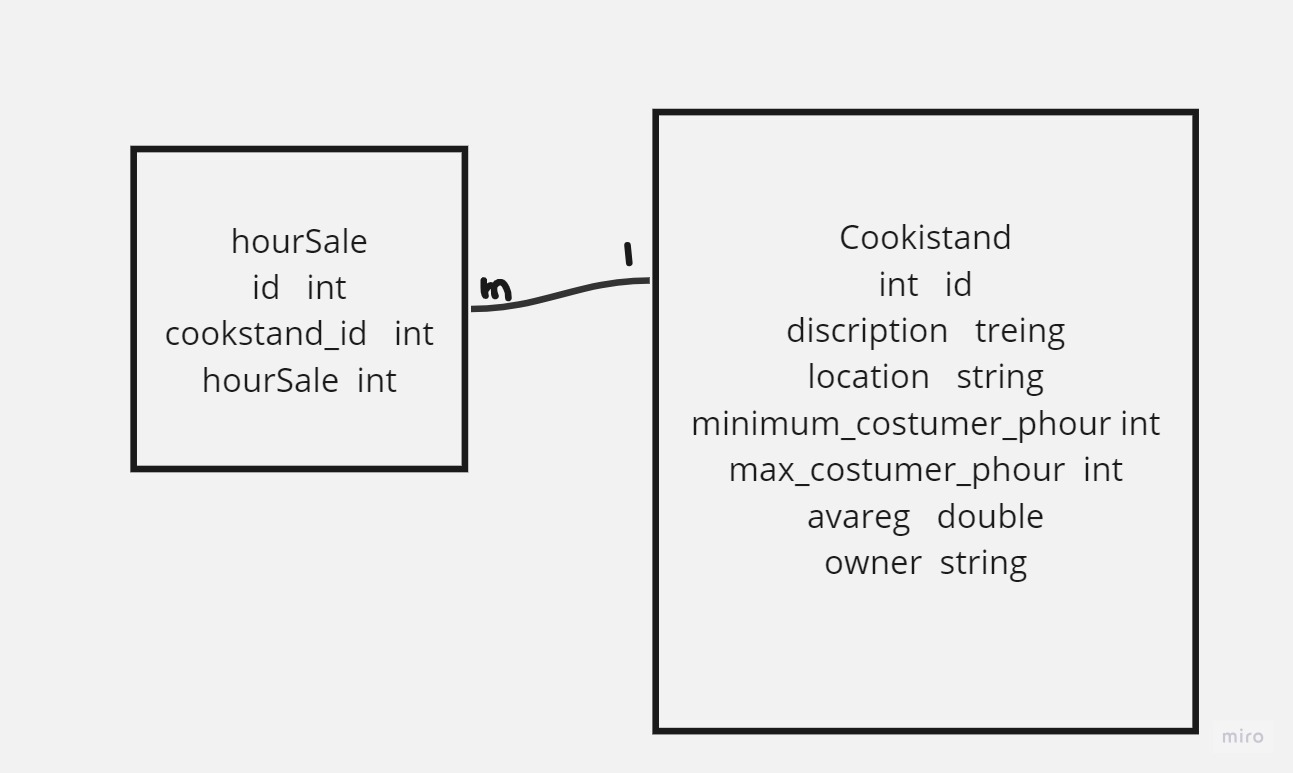 hourSale
id int
cookstand_id int
hourSale int
m
1
Cookistand
int id
discription treing
location string
minimum_costumer_phour int
max_costumer_phour int
avareg double
owner string
miro